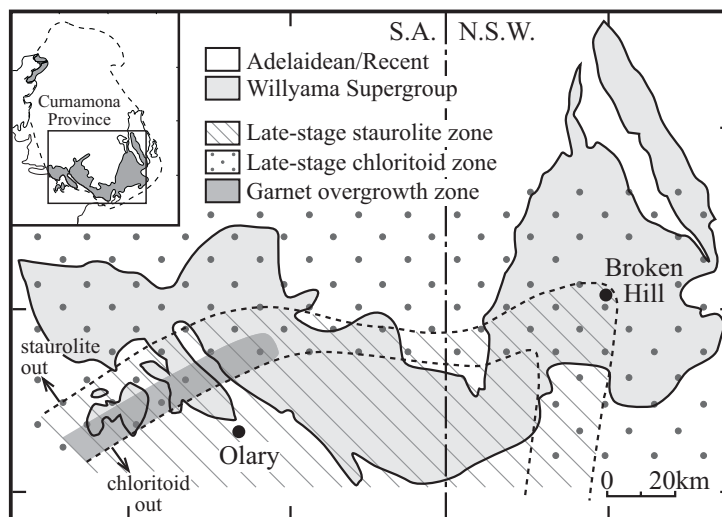 S.A.
N.S.W.
Curnamona
Province
Adelaidean/Recent
Willyama Supergroup
Late-stage staurolite zone
Late-stage chloritoid zone
Garnet overgrowth zone
Broken
Hill
staurolite
out
Olary
chloritoid
out
0 20km